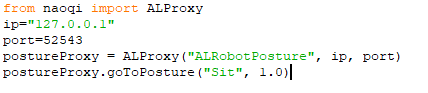 from naoqi import ALProxy
ip="127.0.0.1"
port=52543
postureProxy = ALProxy("ALRobotPosture", ip, port)
postureProxy.goToPosture("Sit", 1.0)